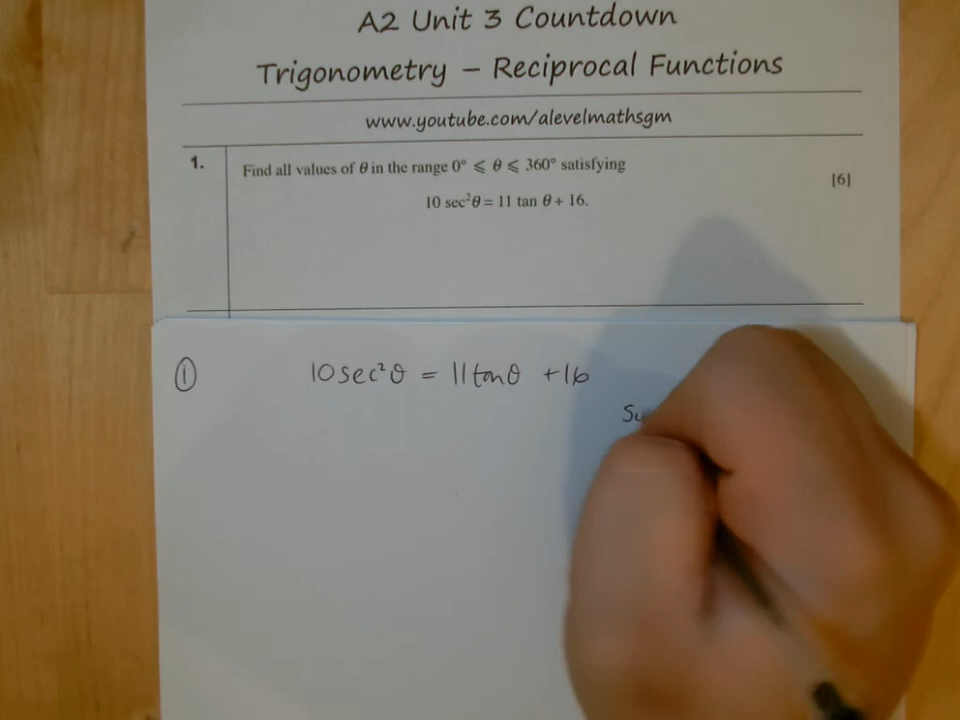 A2 Unit 3 Countdown
Trigonometry – Reciprocal Functions
www.youtube.com/alevelmathsgm
1. Find all values of θ in the range 0° ⩽ θ ⩽ 360° satisfying
[6]
10 sec²θ = 11 tan θ + 16.
① 10sec²θ = 11tanθ +16